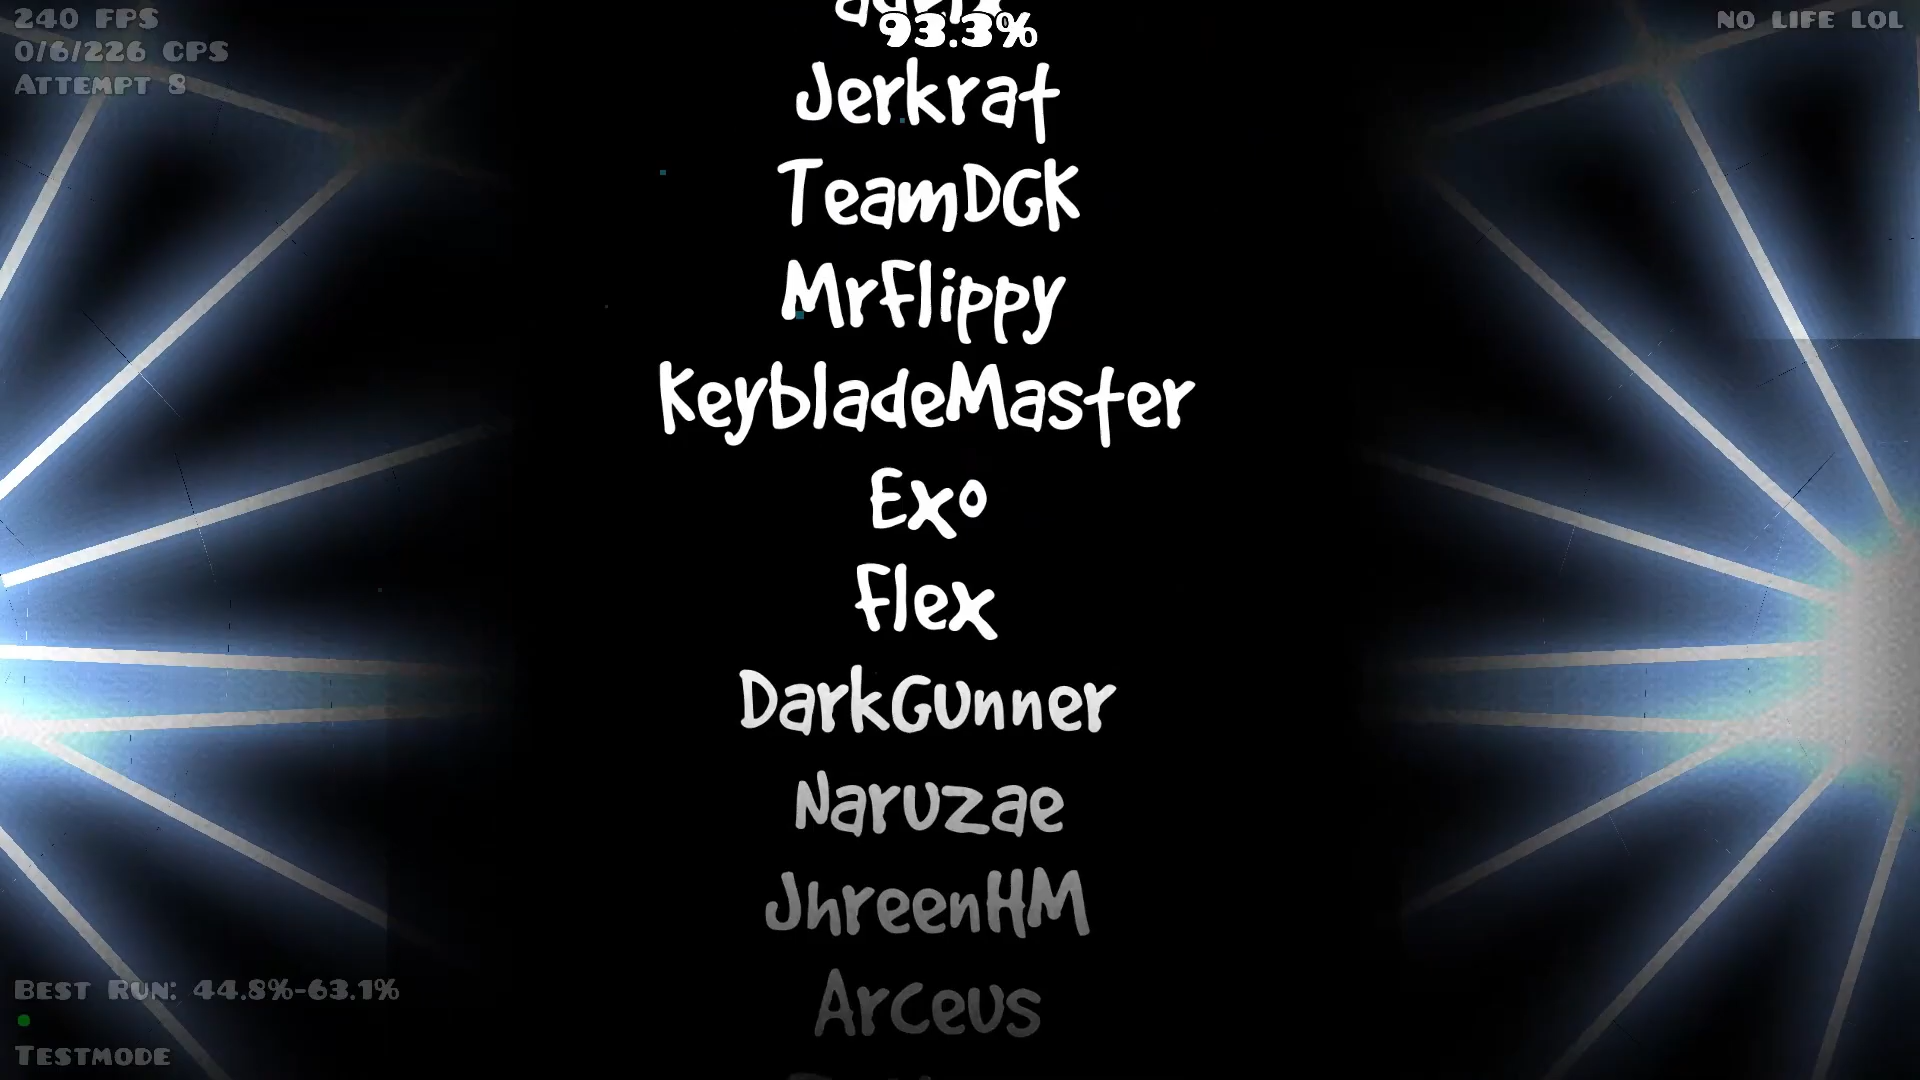 240 FPS
0/6/226 CPS
Attempt 8
93.3%
NO LIFE LOL
Jerkrat
TeamDGK
MrFlippy
KeybladeMaster
Exo
Flex
DarkGunner
Naruzae
JhreenHM
Arceus
Best Run: 44.8%-63.1%
Testmode